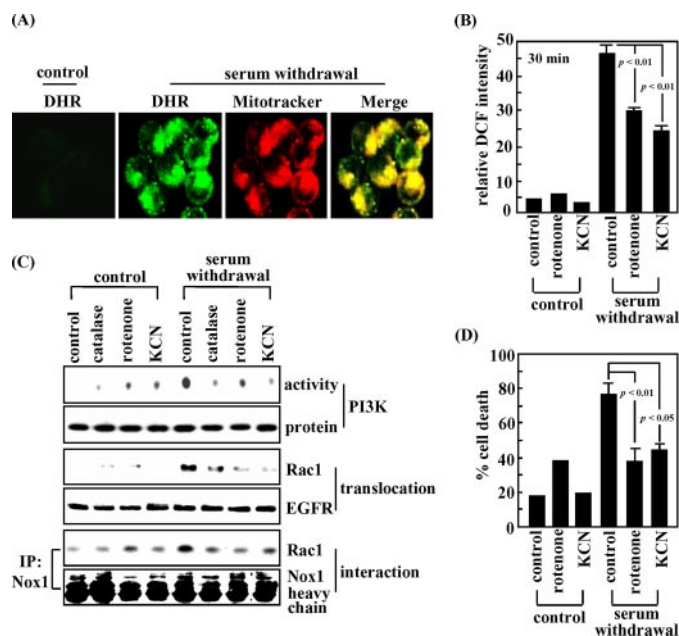 (A)
control
serum withdrawal
DHR
DHR
Mitotracker
Merge
(B)
30 min
p < 0.01
p < 0.01
relative DCF intensity
50
40
30
20
10
5
0
control
rotenone
KCN
control
rotenone
KCN
control
serum
withdrawal
(C)
control
serum
withdrawal
control
catalase
rotenone
KCN
control
catalase
rotenone
KCN
activity
protein
PI3K
Rac1
EGFR
translocation
IP:
Nox1
Rac1
Nox1
heavy
chain
interaction
(D)
% cell death
100
80
60
40
20
0
p < 0.01
p < 0.05
control
rotenone
KCN
control
rotenone
KCN
control
serum
withdrawal